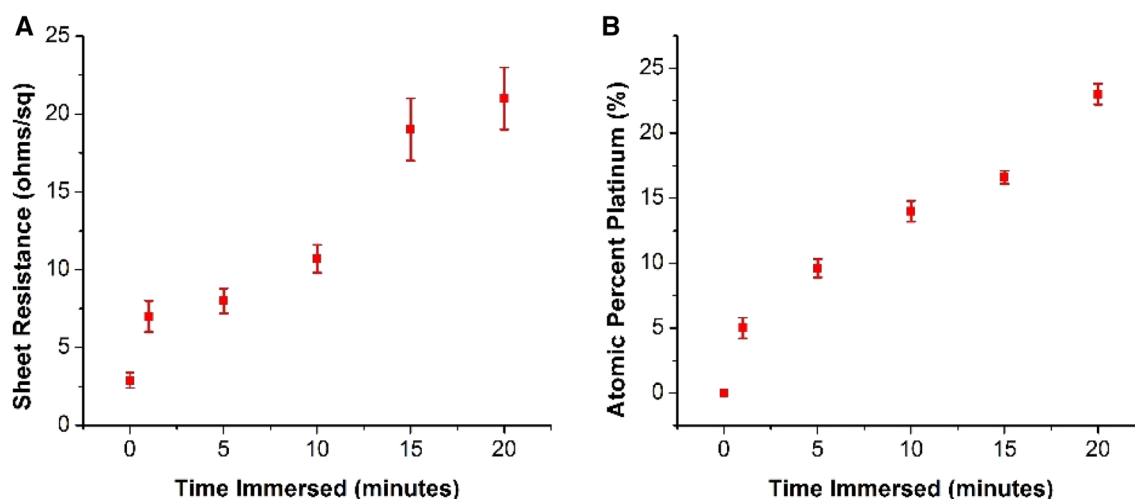 A
25
20
15
10
5
0
Sheet Resistance (ohms/sq)
0 5 10 15 20
Time Immersed (minutes)
B
25
20
15
10
5
0
Atomic Percent Platinum (%)
0 5 10 15 20
Time Immersed (minutes)